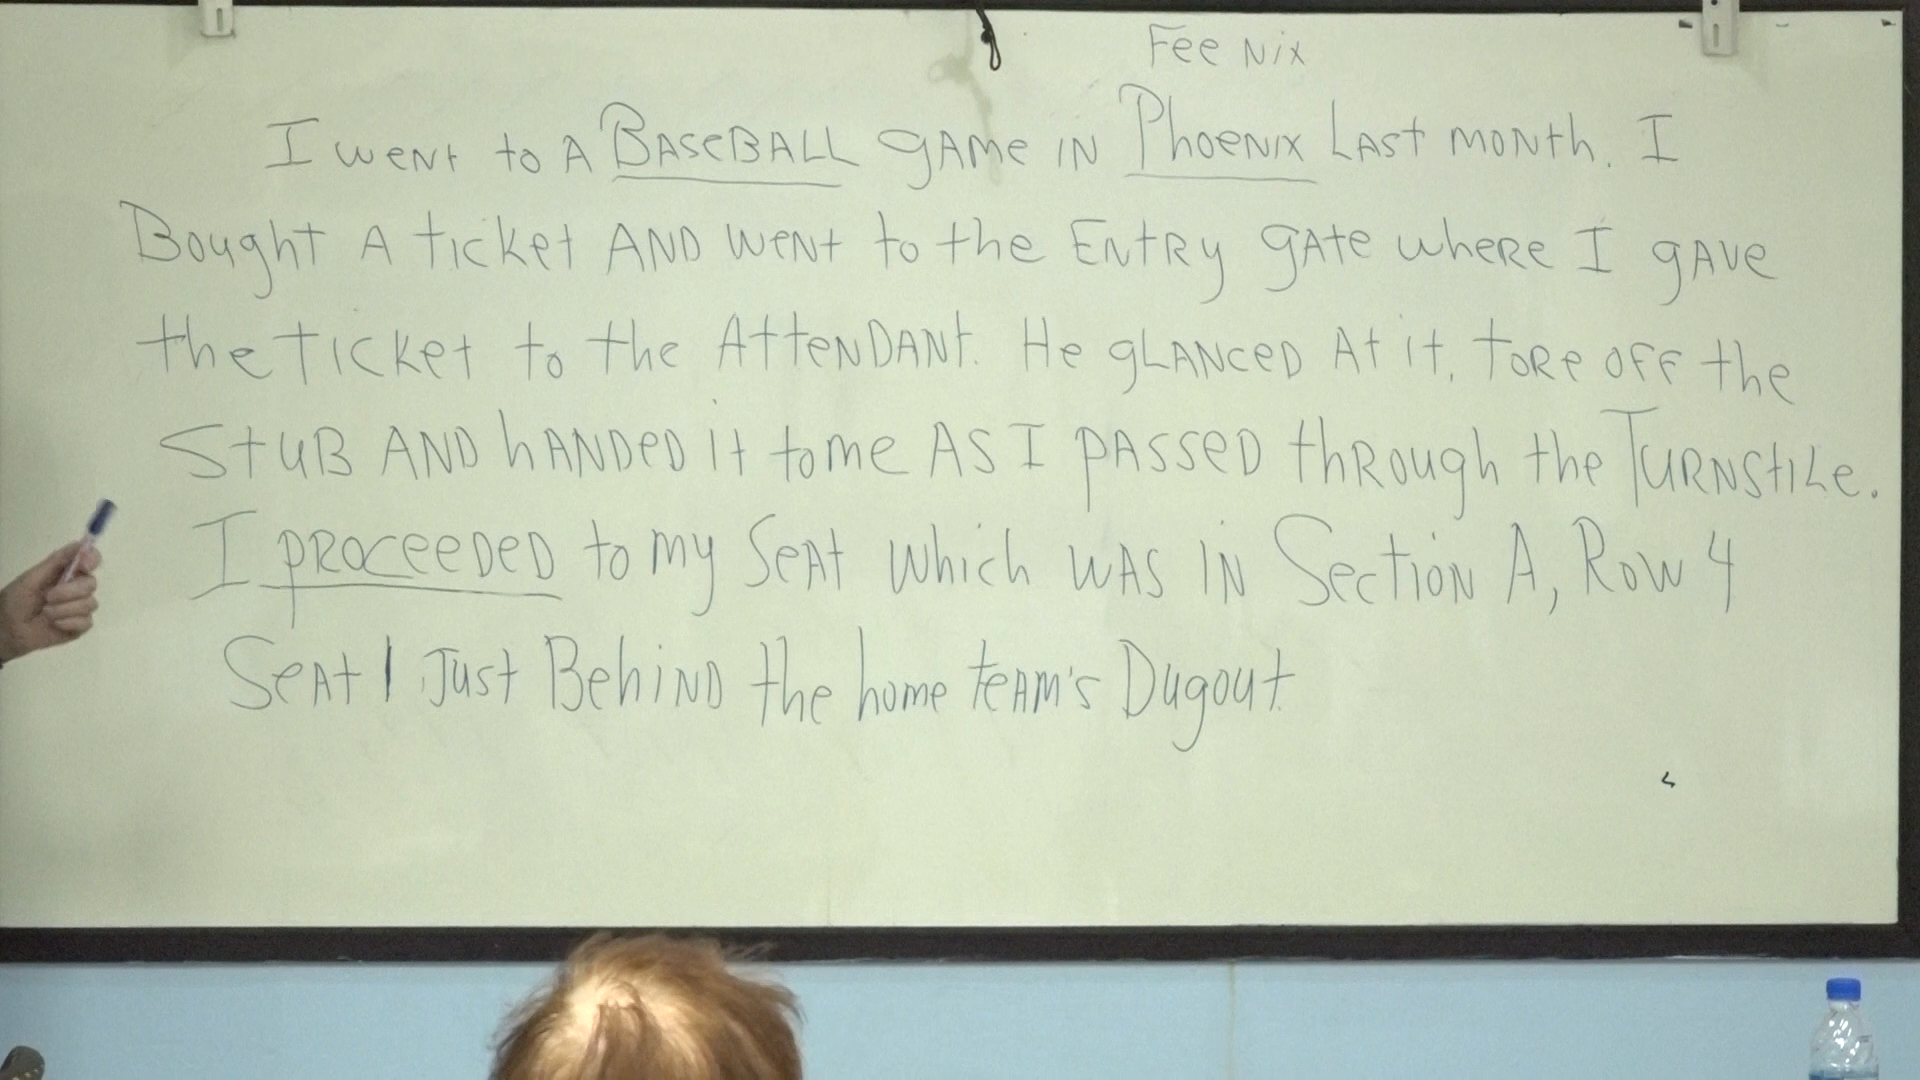 Fee Nix
I went to A BASEBALL gAMe IN PhoeNIX LAst moNth. I
Bought A ticket AND weNt to the ENtRy gAte wheRe I gAve
the ticket to the AtteNDANt. He gLANceD At it, toRe off the
StuB AND hANDeD it to me AS I pASSeD thRough the TuRNStiLe.
I pRoceeDeD to my SeAt which wAS IN SectioN A, Row 4
SeAt 1 Just BehiND the home teAm's Dugout.